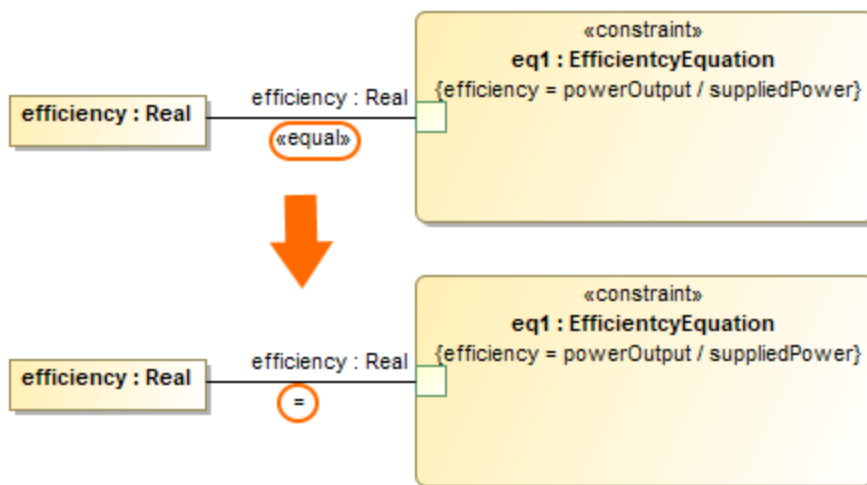 «constraint»
eq1 : EfficientcyEquation
{efficiency = powerOutput / suppliedPower}
efficiency : Real
efficiency : Real
«equal»
«constraint»
eq1 : EfficientcyEquation
{efficiency = powerOutput / suppliedPower}
efficiency : Real
efficiency : Real
=